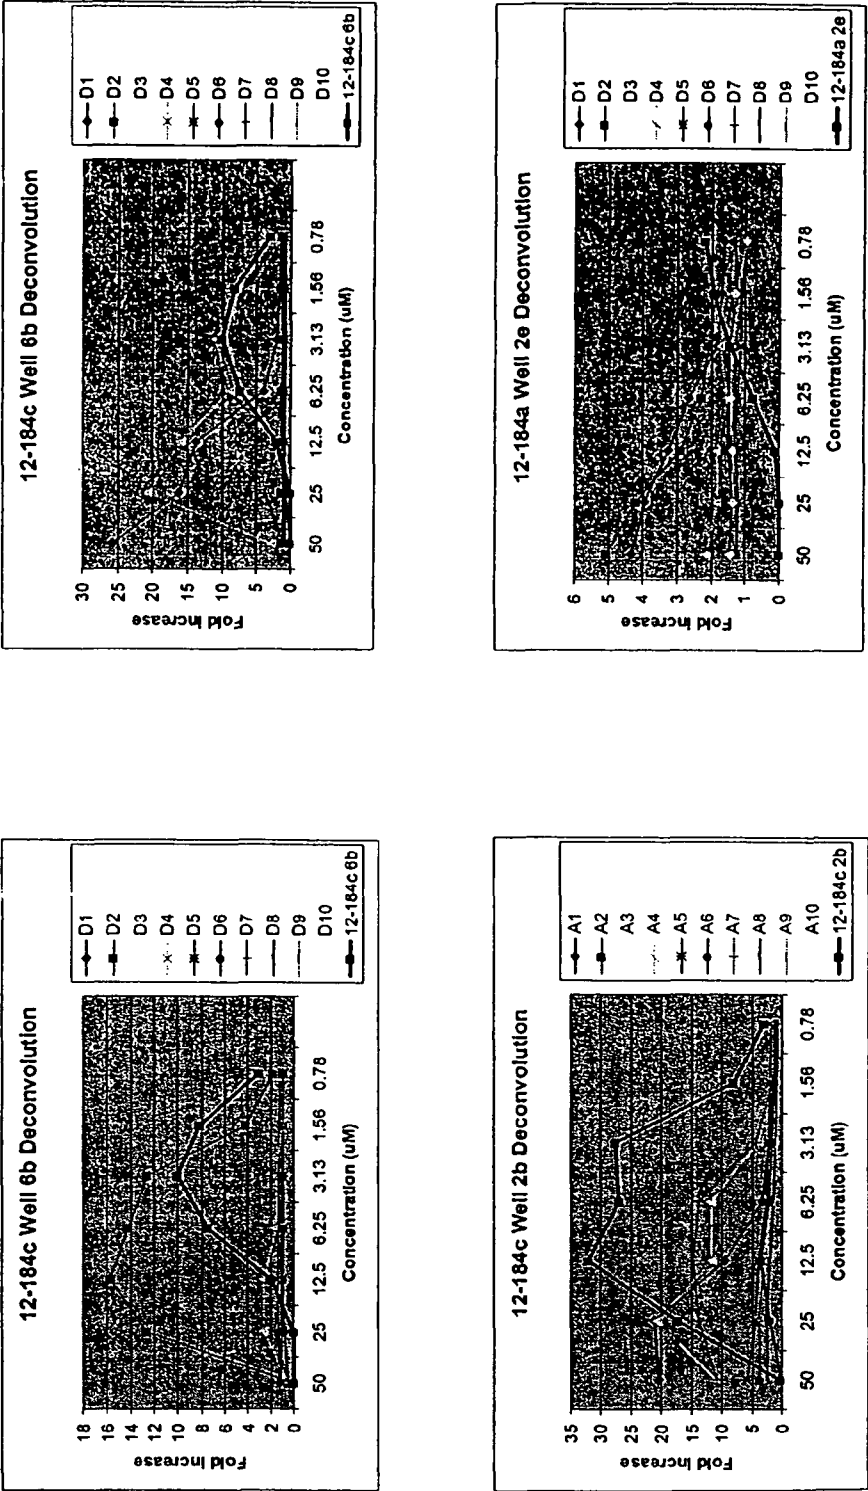 12-184c Well 6b Deconvolution
Fold Increase
18
16
14
12
10
8
6
4
2
0
50 25 12.5 6.25 3.13 1.56 0.78
Concentration (uM)
D1
D2
D3
D4
D5
D6
D7
D8
D9
D10
12-184c 6b
12-184c Well 6b Deconvolution
Fold Increase
30
25
20
15
10
5
0
50 25 12.5 6.25 3.13 1.56 0.78
Concentration (uM)
D1
D2
D3
D4
D5
D6
D7
D8
D9
D10
12-184c 6b
12-184c Well 2b Deconvolution
Fold Increase
35
30
25
20
15
10
5
0
50 25 12.5 6.25 3.13 1.56 0.78
Concentration (uM)
A1
A2
A3
A4
A5
A6
A7
A8
A9
A10
12-184c 2b
12-184a Well 2e Deconvolution
Fold Increase
6
5
4
3
2
1
0
50 25 12.5 6.25 3.13 1.56 0.78
Concentration (uM)
D1
D2
D3
D4
D5
D6
D7
D8
D9
D10
12-184a 2e